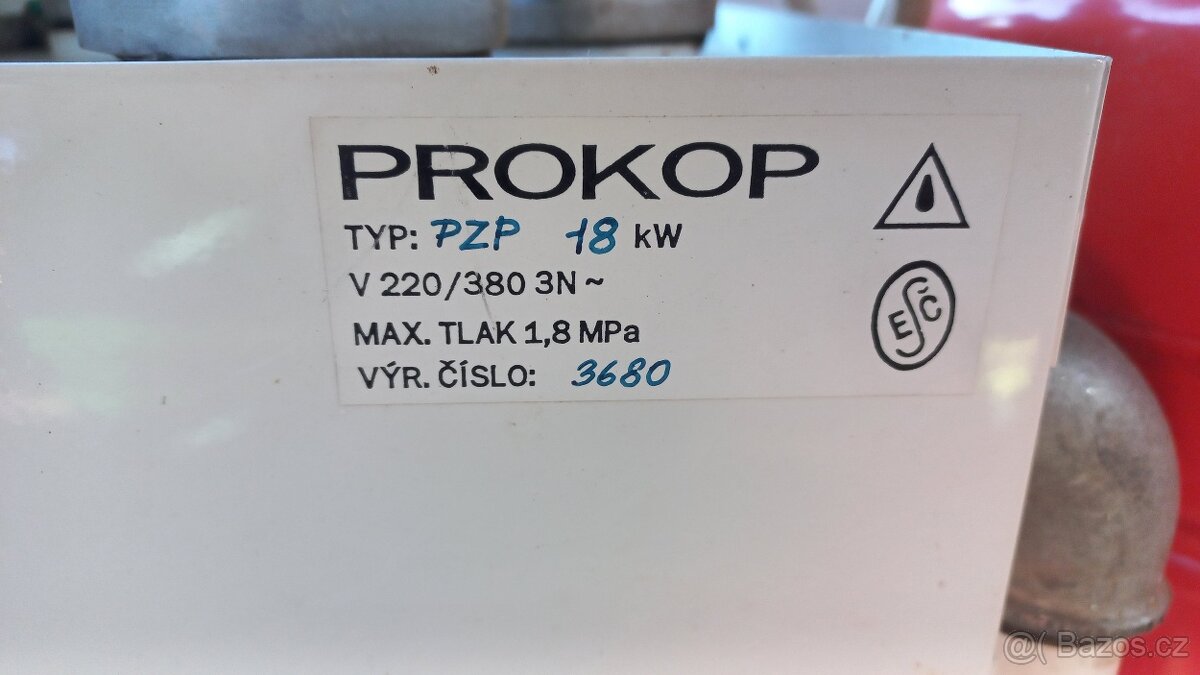 PROKOP
TYP: PZP 18 kW
V 220/380 3N ~
MAX. TLAK 1,8 MPa
VÝR. ČÍSLO: 3680
ESČ
Bazos.cz